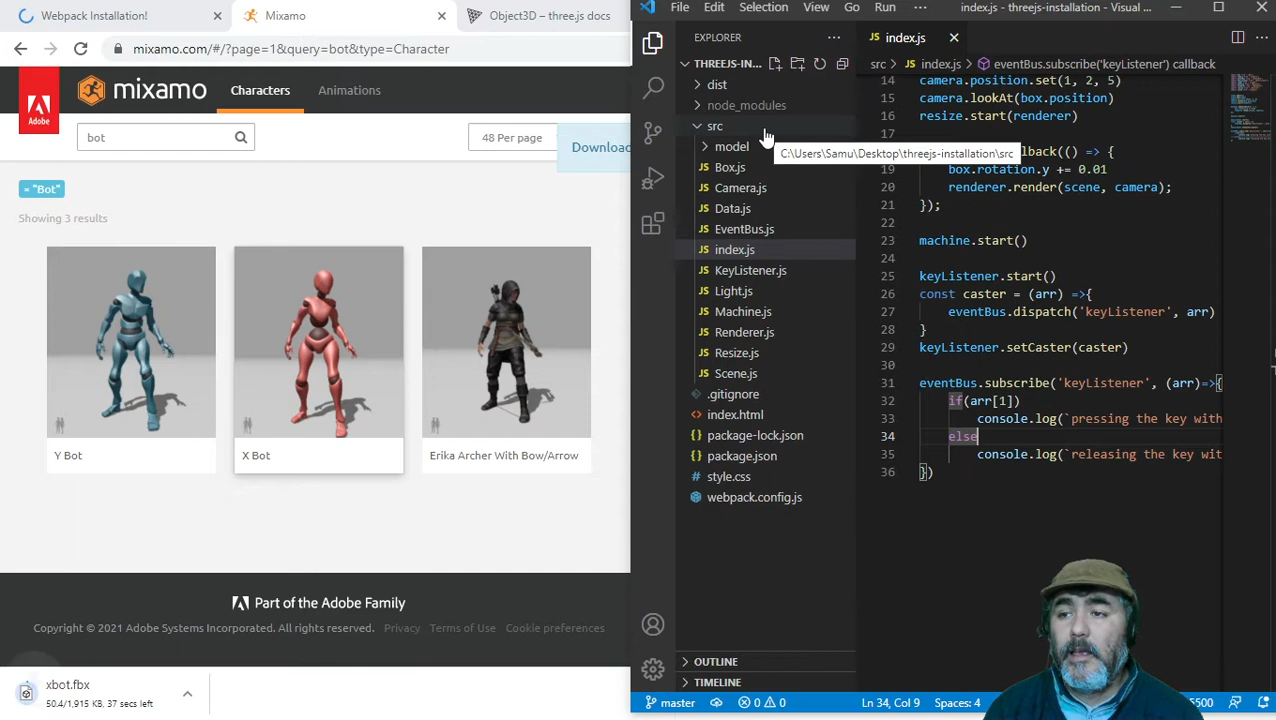 Webpack Installation!
Mixamo
Object3D – three.js docs
File Edit Selection View Go Run ···
index.js - threejs-installation - Visual ...
mixamo.com/#/?page=1&query=bot&type=Character
EXPLORER
index.js
Adobe
mixamo
Characters
Animations
THREEJS-IN...
src > index.js > eventBus.subscribe('keyListener') callback
bot
48 Per page
Download
dist
node_modules
src
C:\Users\Samu\Desktop\threejs-installation\src
model
Box.js
Camera.js
Data.js
EventBus.js
index.js
KeyListener.js
Light.js
Machine.js
Renderer.js
Resize.js
Scene.js
.gitignore
index.html
package-lock.json
package.json
style.css
webpack.config.js
14 camera.position.set(1, 2, 5)
15 camera.lookAt(box.position)
16 resize.start(renderer)
17
lback(() => {
19 box.rotation.y += 0.01
20 renderer.render(scene, camera);
21 });
22
23 machine.start()
24
25 keyListener.start()
26 const caster = (arr) =>{
27 eventBus.dispatch('keyListener', arr)
28 }
29 keyListener.setCaster(caster)
30
31 eventBus.subscribe('keyListener', (arr)=>{
32 if(arr[1])
33 console.log(`pressing the key with
34 else
35 console.log(`releasing the key wit
36 })
× "Bot"
Showing 3 results
Y Bot
X Bot
Erika Archer With Bow/Arrow
Part of the Adobe Family
Copyright © 2021 Adobe Systems Incorporated. All rights reserved. Privacy Terms of Use Cookie preferences
OUTLINE
TIMELINE
xbot.fbx
50.4/1,915 KB, 37 secs left
master
0 0
Ln 34, Col 9
Spaces: 4
5500